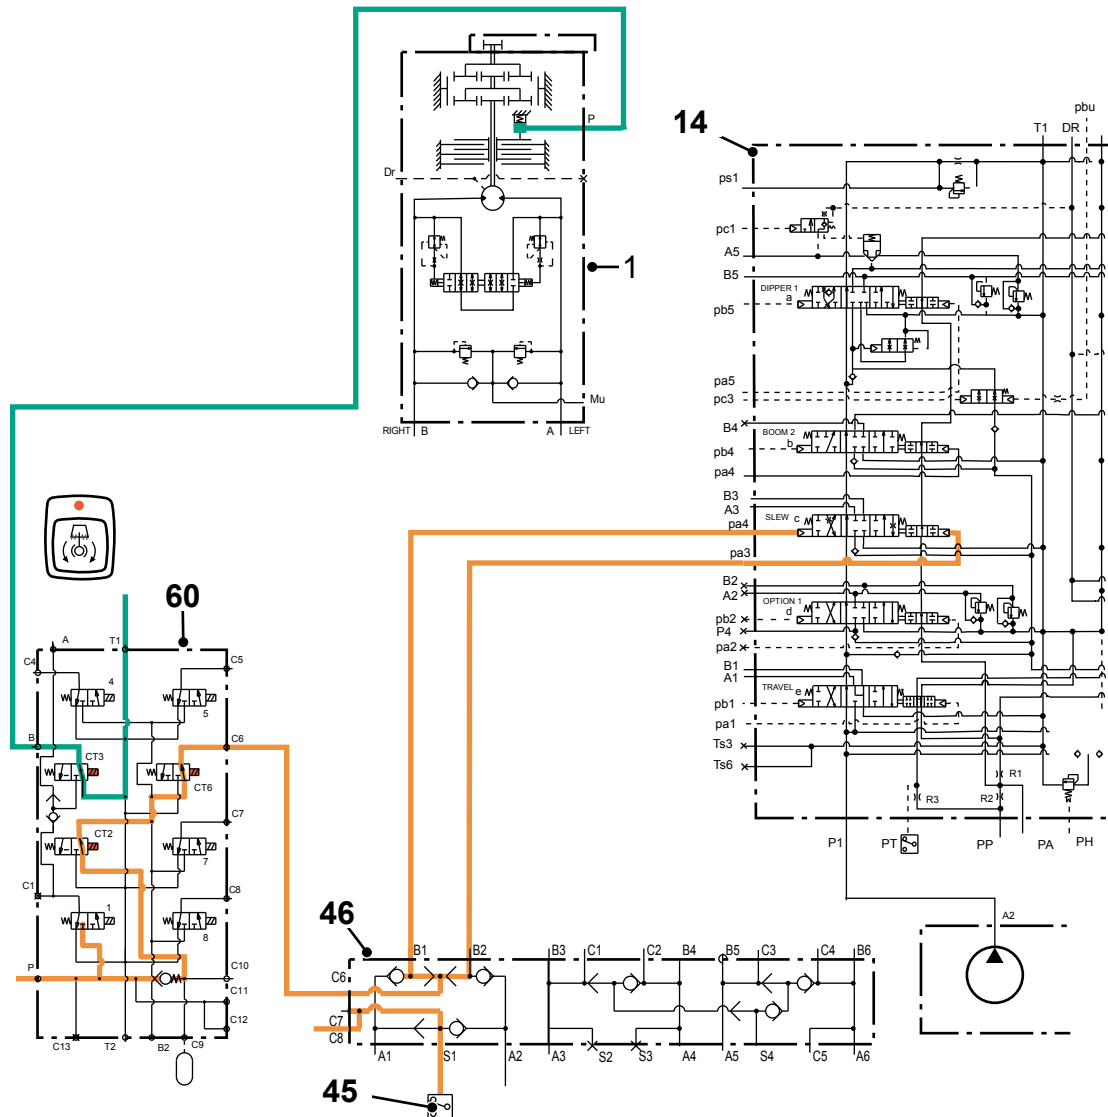 P
Dr
1
Mu
RIGHT B A LEFT
14
T1 DR pbu
ps1
pc1
A5
B5
DIPPER 1
a
pb5
pa5
pc3
B4
BOOM 2
b
pb4
pa4
B3
A3
SLEW c
pa4
pa3
B2
A2
OPTION 1
d
pb2
P4
pa2
B1
A1
TRAVEL e
pb1
pa1
Ts3
Ts6
R1
R3 R2
P1 PT PP PA PH
A2
60
A T1
C4 C5
4
5
B C6
CT3
CT6
C7
CT2
7
C1 C8
1
8
P C10
C11
C12
C13 T2 B2 C9
46
B1 B2 B3 C1 C2 B4 B5 C3 C4 B6
C6
C7
C8
A1 S1 A2 A3 S2 S3 A4 A5 S4 C5 A6
45